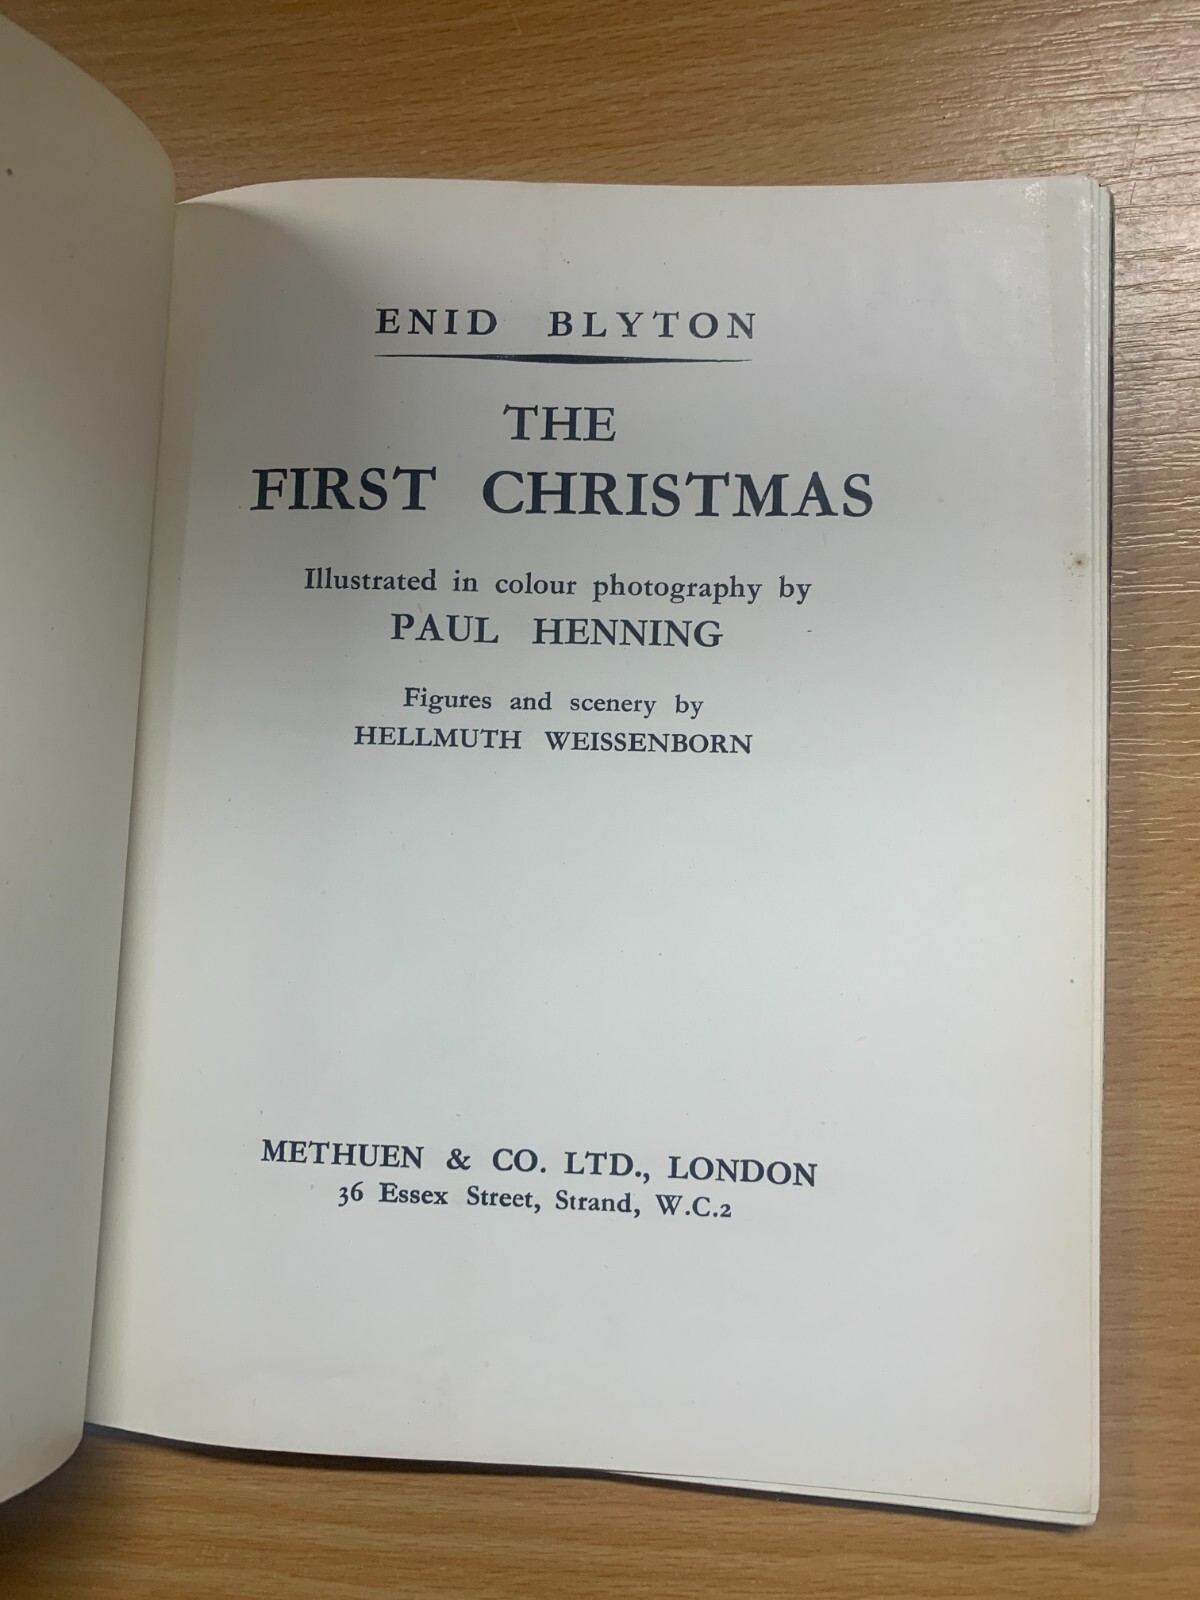 ENID BLYTON
THE
FIRST CHRISTMAS
Illustrated in colour photography by
PAUL HENNING
Figures and scenery by
HELLMUTH WEISSENBORN
METHUEN & CO. LTD., LONDON
36 Essex Street, Strand, W.C.2